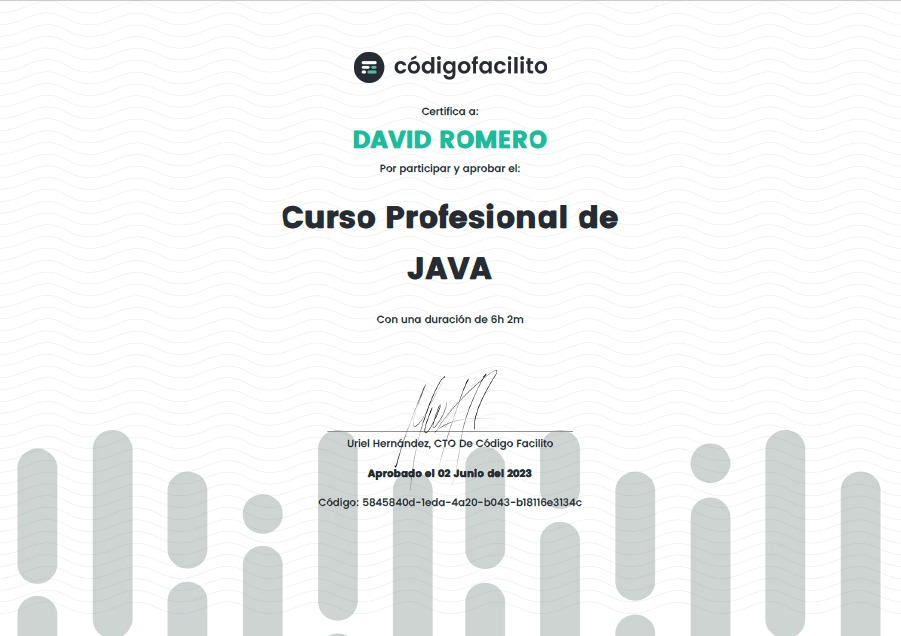 códigofacilito
Certifica a:
DAVID ROMERO
Por participar y aprobar el:
Curso Profesional de
JAVA
Con una duración de 6h 2m
Uriel Hernández, CTO De Código Facilito
Aprobado el 02 Junio del 2023
Código: 5845840d-1eda-4a20-b043-b18116e3134c